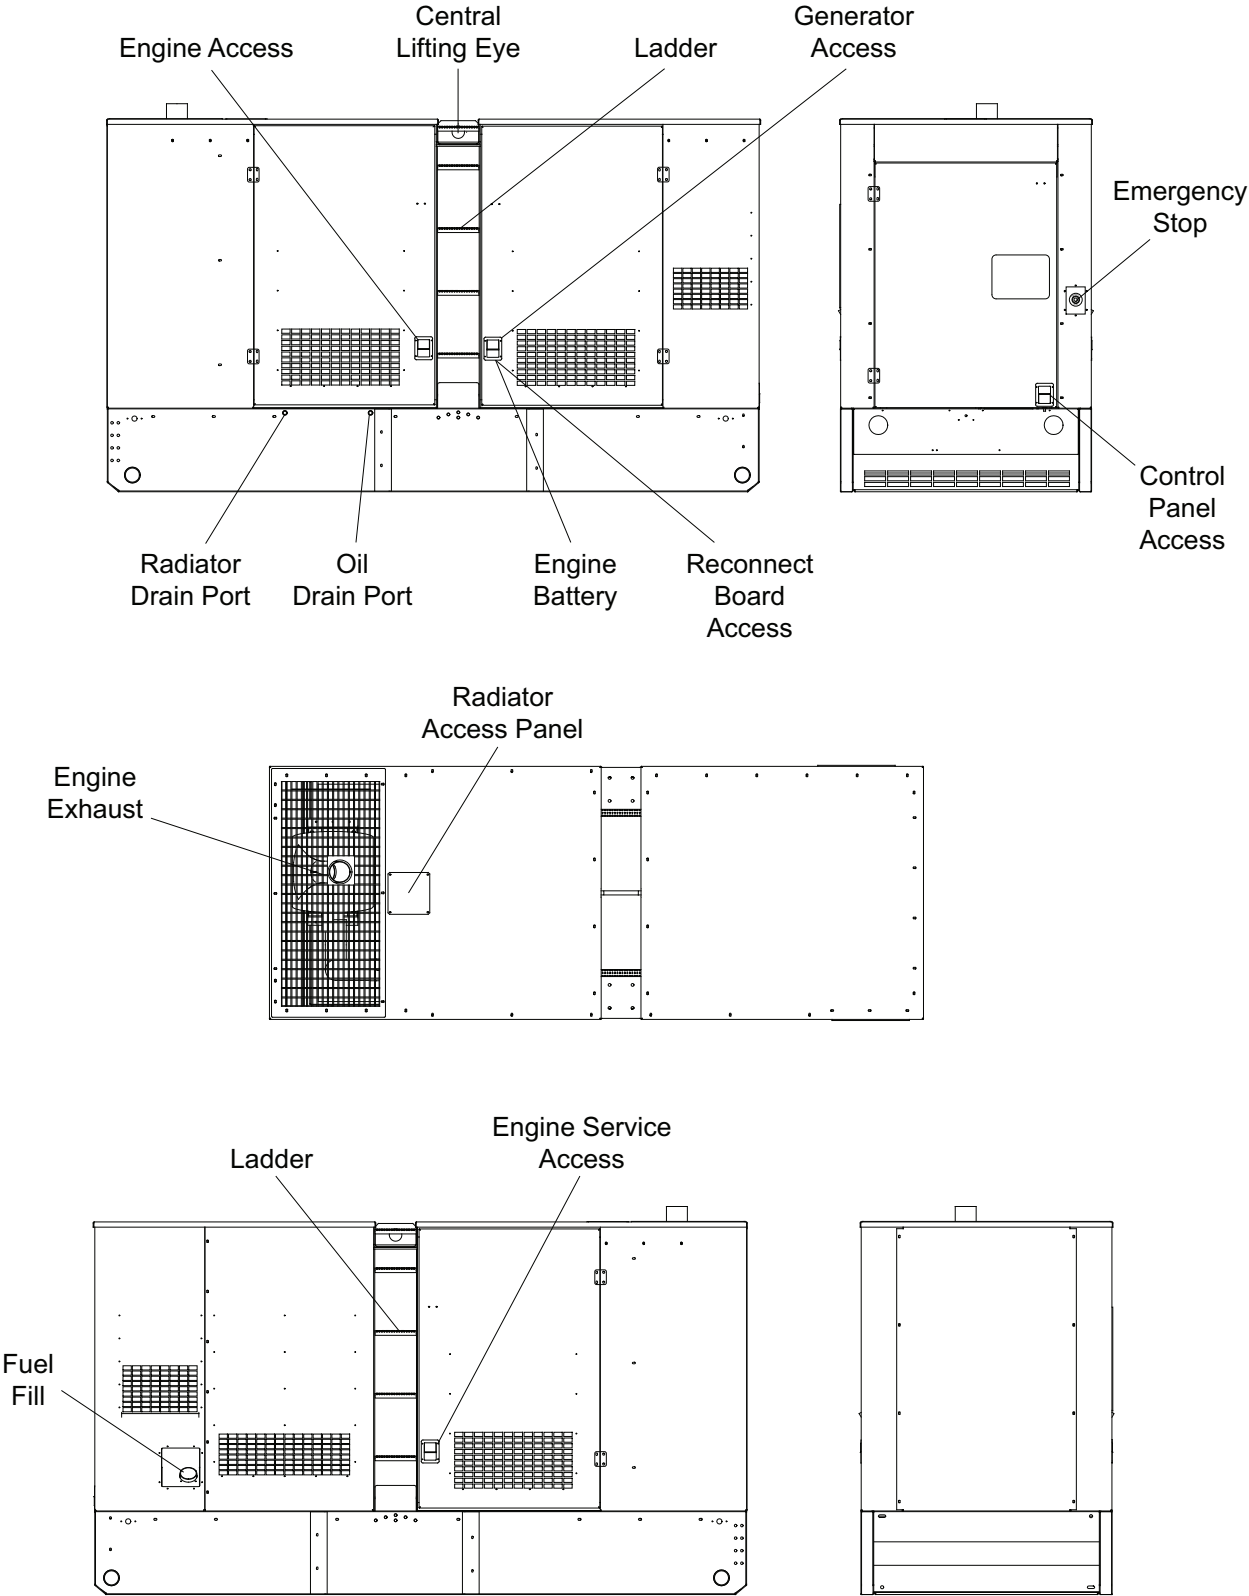 Engine Access
Central
Lifting Eye
Ladder
Generator
Access
Emergency
Stop
Control
Panel
Access
Radiator
Drain Port
Oil
Drain Port
Engine
Battery
Reconnect
Board
Access
Radiator
Access Panel
Engine
Exhaust
Engine Service
Access
Ladder
Fuel
Fill